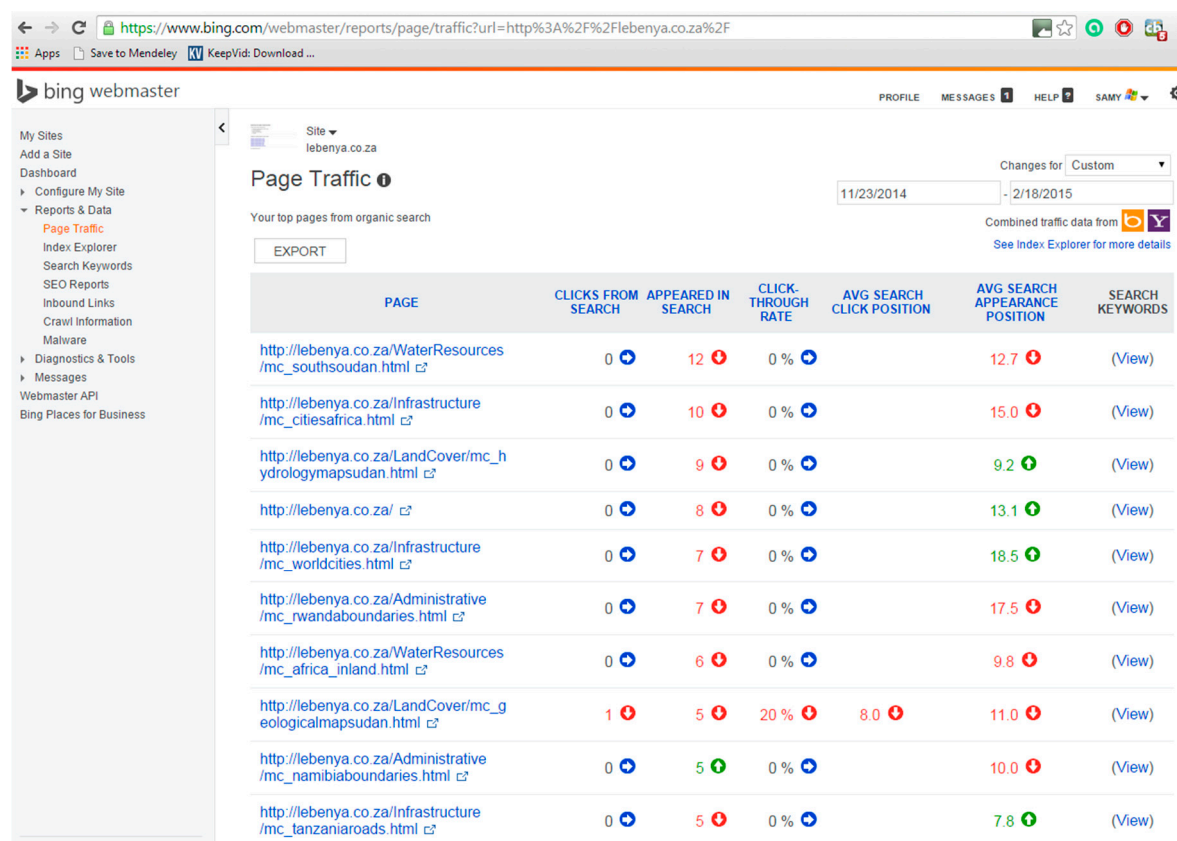 https://www.bing.com/webmaster/reports/page/traffic?url=http%3A%2F%2Flebenya.co.za%2F
Apps Save to Mendeley KV KeepVid: Download ...
bing webmaster
PROFILE MESSAGES 1 HELP ? SAMY
My Sites
Add a Site
Dashboard
Configure My Site
Reports & Data
Page Traffic
Index Explorer
Search Keywords
SEO Reports
Inbound Links
Crawl Information
Malware
Diagnostics & Tools
Messages
Webmaster API
Bing Places for Business
Site
lebenya.co.za
Page Traffic
Changes for Custom
11/23/2014 - 2/18/2015
Your top pages from organic search
Combined traffic data from b Y
See Index Explorer for more details
EXPORT
PAGE CLICKS FROM SEARCH APPEARED IN SEARCH CLICK-THROUGH RATE AVG SEARCH CLICK POSITION AVG SEARCH APPEARANCE POSITION SEARCH KEYWORDS
http://lebenya.co.za/WaterResources
/mc_southsoudan.html 0 12 0 % 12.7 (View)
http://lebenya.co.za/Infrastructure
/mc_citiesafrica.html 0 10 0 % 15.0 (View)
http://lebenya.co.za/LandCover/mc_h
ydrologymapsudan.html 0 9 0 % 9.2 (View)
http://lebenya.co.za/ 0 8 0 % 13.1 (View)
http://lebenya.co.za/Infrastructure
/mc_worldcities.html 0 7 0 % 18.5 (View)
http://lebenya.co.za/Administrative
/mc_rwandaboundaries.html 0 7 0 % 17.5 (View)
http://lebenya.co.za/WaterResources
/mc_africa_inland.html 0 6 0 % 9.8 (View)
http://lebenya.co.za/LandCover/mc_g
eologicalmapsudan.html 1 5 20 % 8.0 11.0 (View)
http://lebenya.co.za/Administrative
/mc_namibiaboundaries.html 0 5 0 % 10.0 (View)
http://lebenya.co.za/Infrastructure
/mc_tanzaniaroads.html 0 5 0 % 7.8 (View)